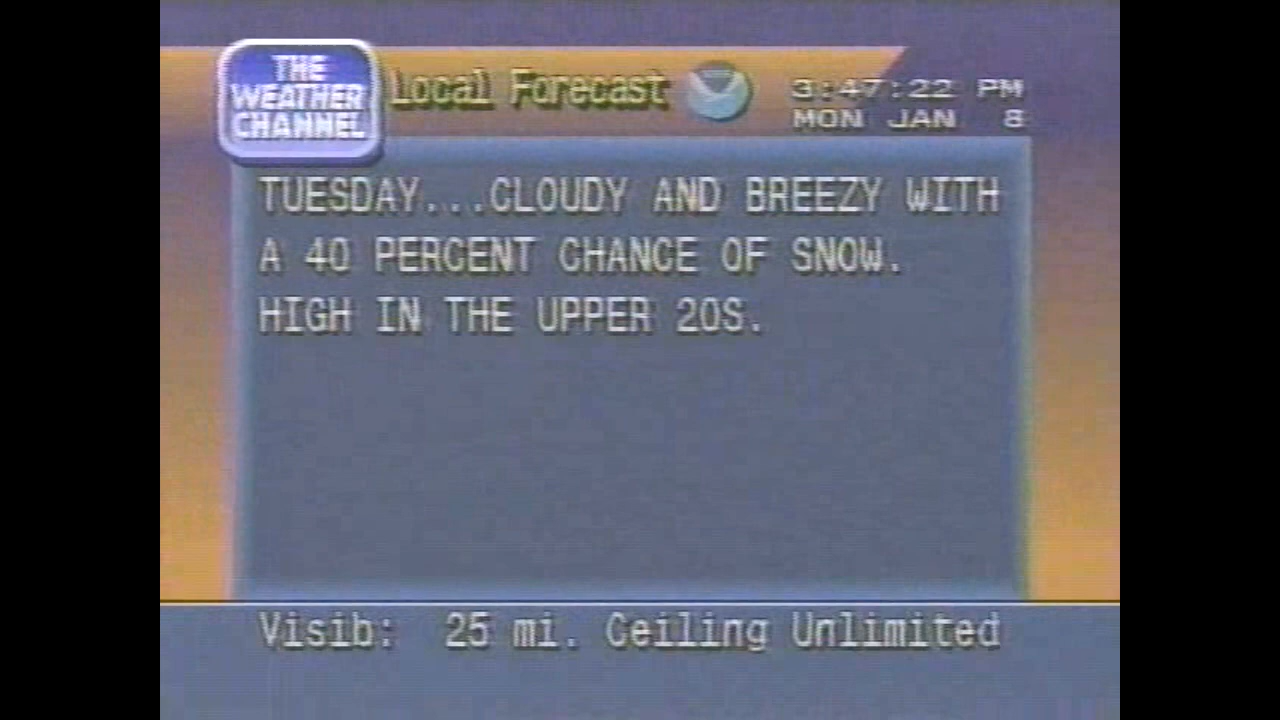 THE
WEATHER
CHANNEL
Local Forecast
3:47:22 PM
MON JAN 8
TUESDAY...CLOUDY AND BREEZY WITH
A 40 PERCENT CHANCE OF SNOW.
HIGH IN THE UPPER 20S.
Visib: 25 mi. Ceiling Unlimited